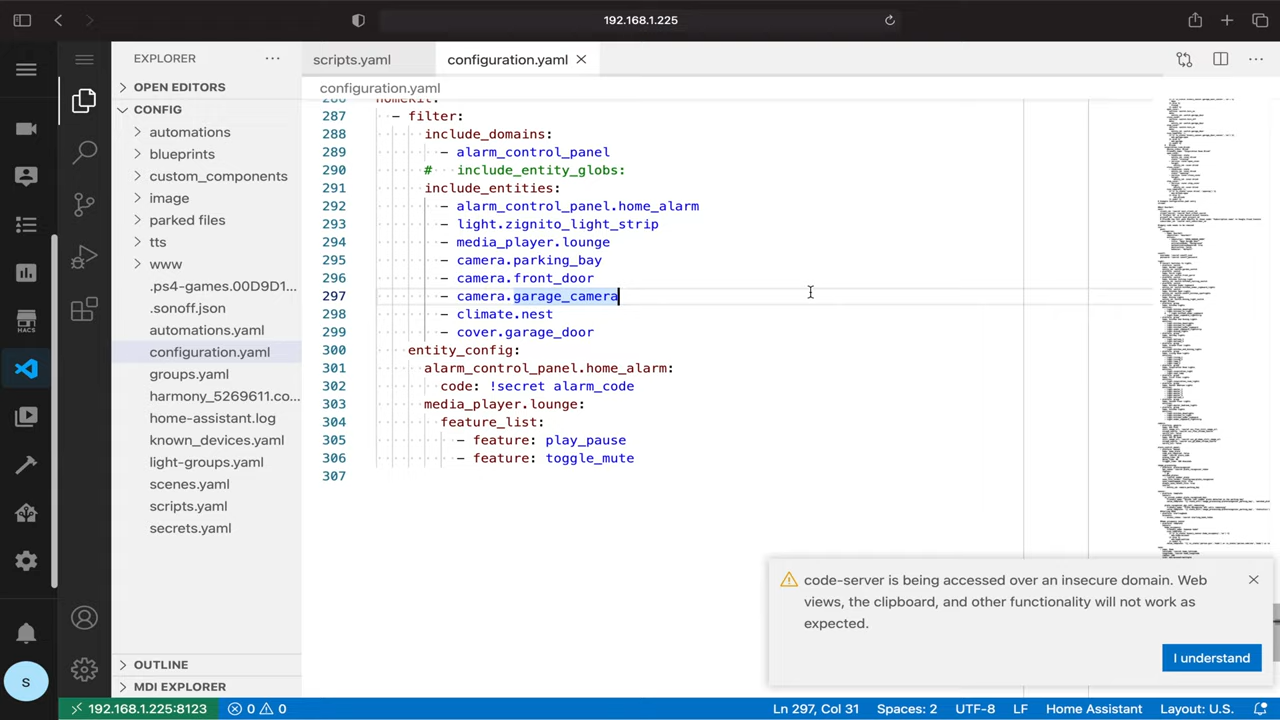 192.168.1.225
EXPLORER
scripts.yaml
configuration.yaml
OPEN EDITORS
CONFIG
automations
blueprints
custom_components
image
parked files
tts
www
.ps4-games.00D9D1...
.sonoff.json
automations.yaml
configuration.yaml
groups.yaml
harmony_5269611.co...
home-assistant.log
known_devices.yaml
light-groups.yaml
scenes.yaml
scripts.yaml
secrets.yaml
OUTLINE
MDI EXPLORER
configuration.yaml
286 homekit:
287 - filter:
288 include_domains:
289 - alarm_control_panel
290 # include_entity_globs:
291 include_entities:
292 - alarm_control_panel.home_alarm
293 - light.zignito_light_strip
294 - media_player.lounge
295 - camera.parking_bay
296 - camera.front_door
297 - camera.garage_camera
298 - climate.nest
299 - cover.garage_door
300 entity_config:
301 alarm_control_panel.home_alarm:
302 code: !secret alarm_code
303 media_player.lounge:
304 feature_list:
305 - feature: play_pause
306 - feature: toggle_mute
307
code-server is being accessed over an insecure domain. Web
views, the clipboard, and other functionality will not work as
expected.
I understand
HACS
S
192.168.1.225:8123
0 0
Ln 297, Col 31
Spaces: 2
UTF-8
LF
Home Assistant
Layout: U.S.